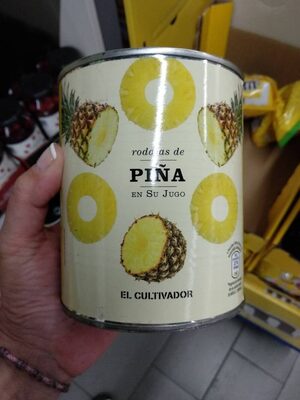 rodajas de
PIÑA
EN SU JUGO
EL CULTIVADOR